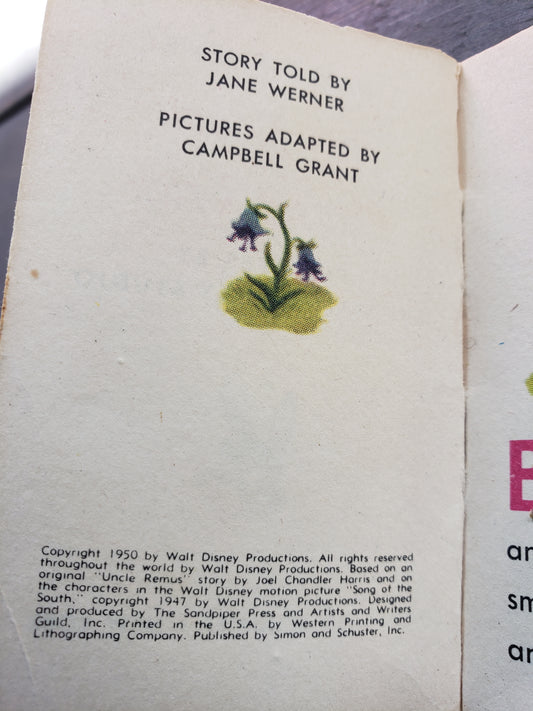 STORY TOLD BY
JANE WERNER
PICTURES ADAPTED BY
CAMPBELL GRANT
Copyright 1950 by Walt Disney Productions. All rights reserved
throughout the world by Walt Disney Productions. Based on an
original "Uncle Remus" story by Joel Chandler Harris and on
the characters in the Walt Disney motion picture "Song of the
South," copyright 1947 by Walt Disney Productions. Designed
and produced by The Sandpiper Press and Artists and Writers
Guild, Inc. Printed in the U.S.A. by Western Printing and
Lithographing Company. Published by Simon and Schuster, Inc.